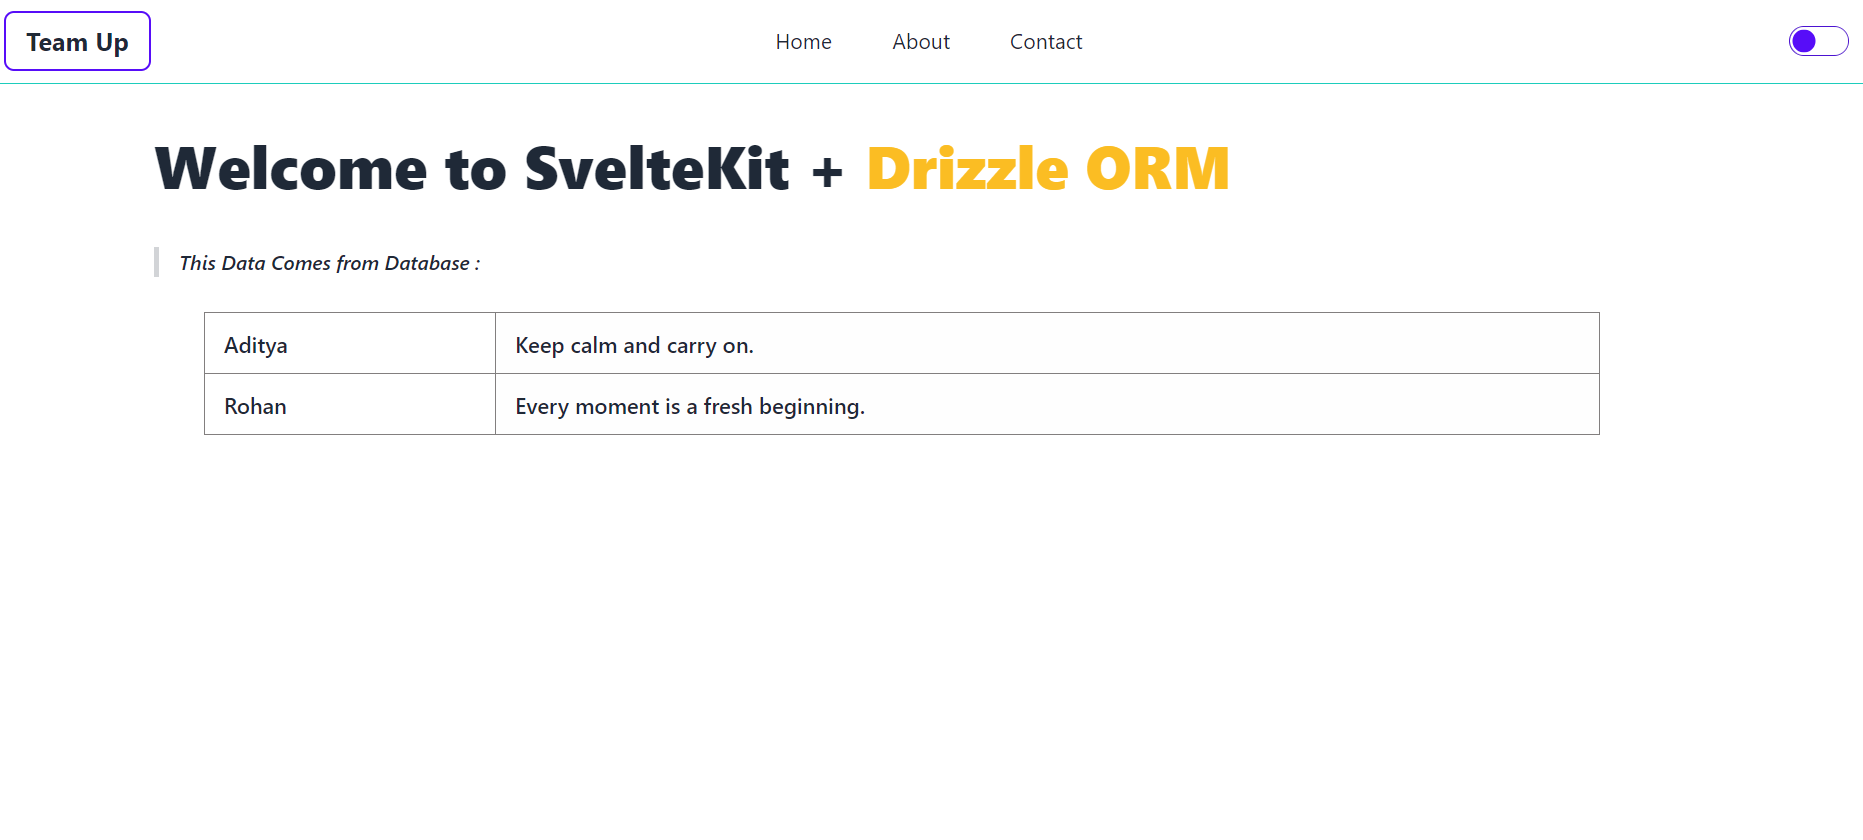 Team Up
Home About Contact
Welcome to SvelteKit + Drizzle ORM
This Data Comes from Database :
Aditya Keep calm and carry on.
Rohan Every moment is a fresh beginning.